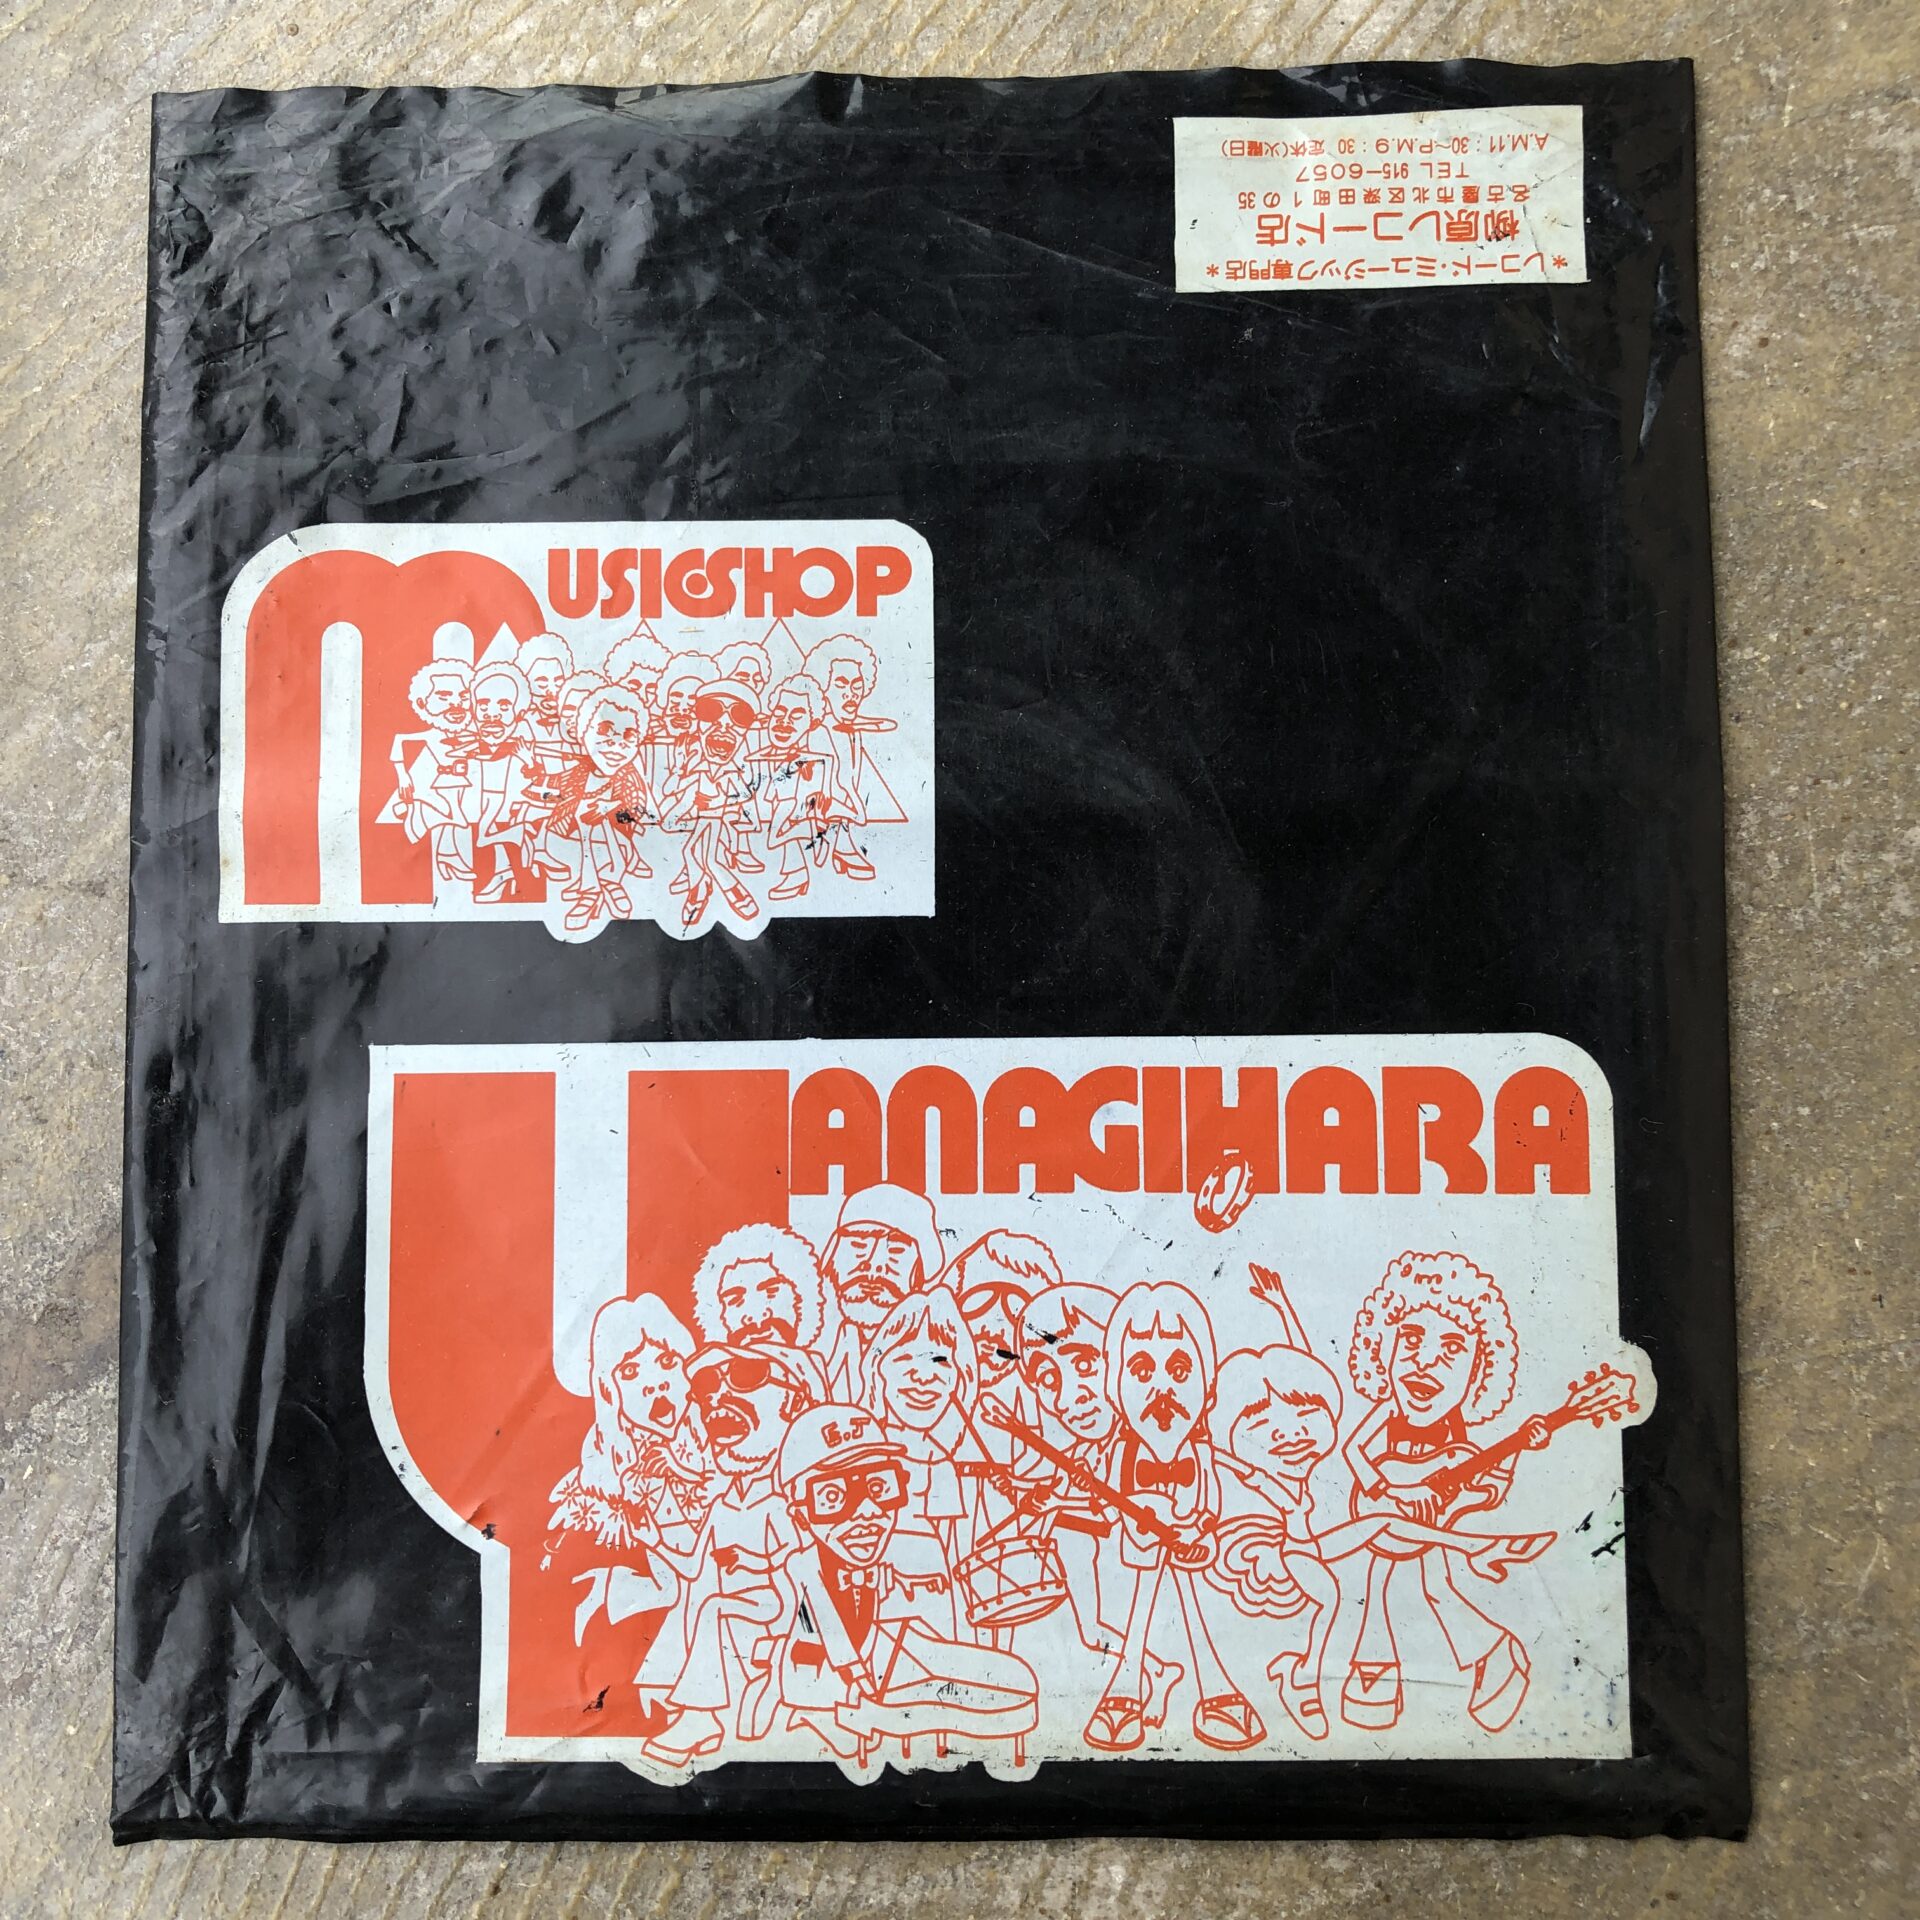 *レコード・ミュージック専門店*
柳原レコード店
名古屋市北区深田町1の35
TEL 915-6057
A.M.11:30~P.M.9:30 定休(火曜日)
MUSICSHOP
YANAGIHARA
E.J